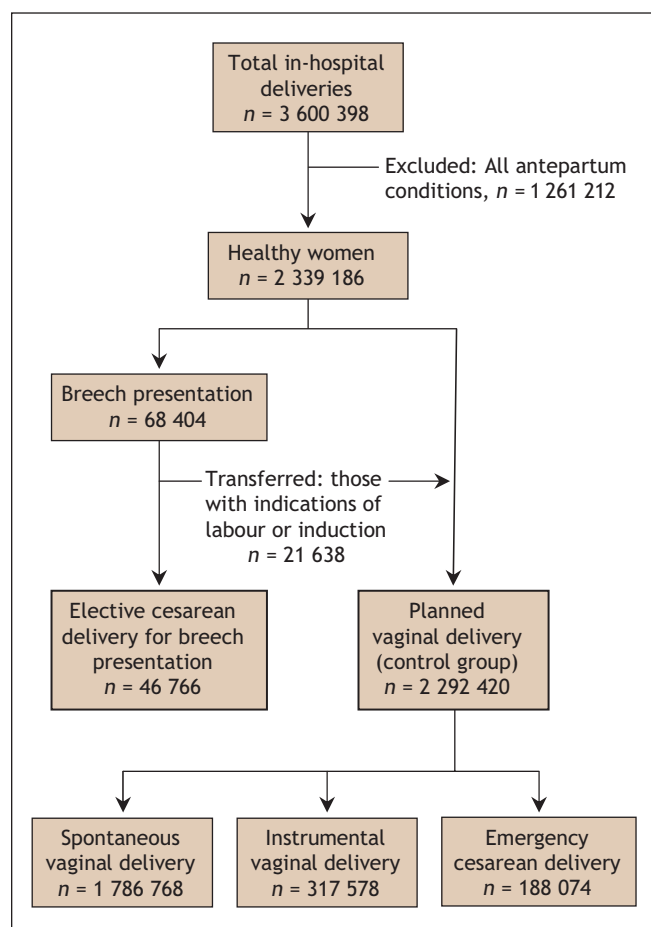 Total in-hospital
deliveries
n = 3 600 398
Excluded: All antepartum
conditions, n = 1 261 212
Healthy women
n = 2 339 186
Breech presentation
n = 68 404
Transferred: those
with indications of
labour or induction
n = 21 638
Elective cesarean
delivery for breech
presentation
n = 46 766
Planned
vaginal delivery
(control group)
n = 2 292 420
Spontaneous
vaginal delivery
n = 1 786 768
Instrumental
vaginal delivery
n = 317 578
Emergency
cesarean delivery
n = 188 074